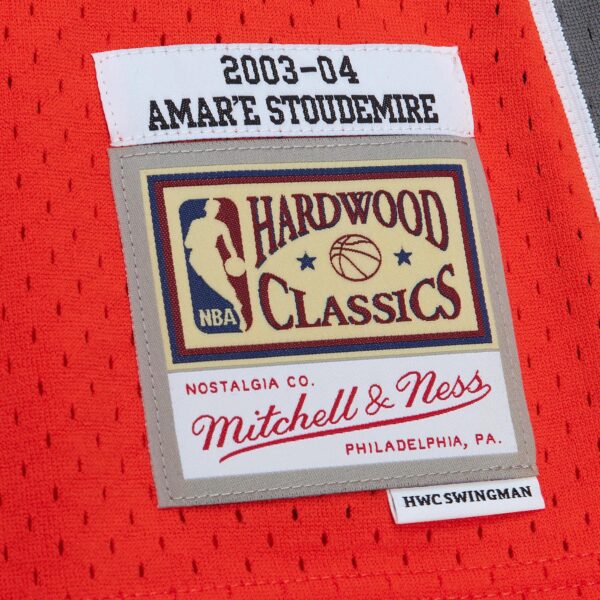 2003-04
AMAR'E STOUDEMIRE
HARDWOOD
CLASSICS
NBA
NOSTALGIA CO.
Mitchell & Ness
PHILADELPHIA, PA.
HWC SWINGMAN